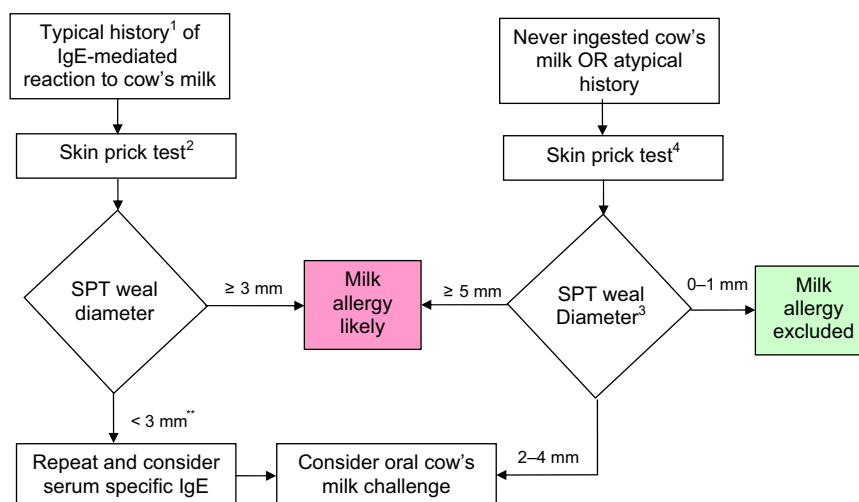 Typical history1 of
IgE-mediated
reaction to cow's milk
Never ingested cow's
milk OR atypical
history
Skin prick test2
Skin prick test4
SPT weal
diameter
≥ 3 mm
Milk
allergy
likely
≥ 5 mm
SPT weal
Diameter3
0–1 mm
Milk
allergy
excluded
< 3 mm**
2–4 mm
Repeat and consider
serum specific IgE
Consider oral cow's
milk challenge